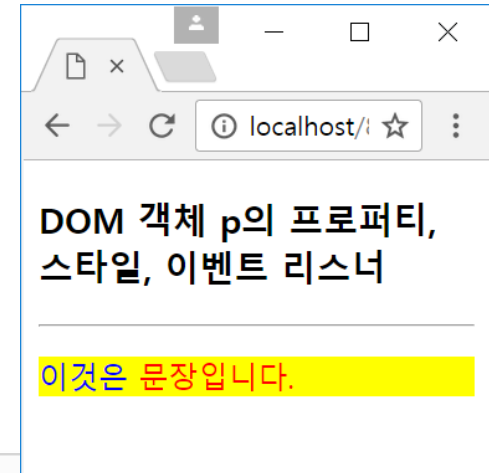 localhost/8
DOM 객체 p의 프로퍼티,
스타일, 이벤트 리스너
이것은 문장입니다.